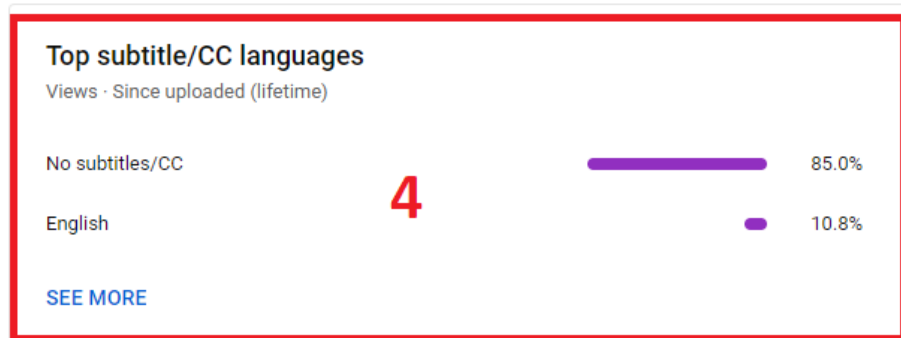 Top subtitle/CC languages
Views · Since uploaded (lifetime)
No subtitles/CC 85.0%
4
English 10.8%
SEE MORE